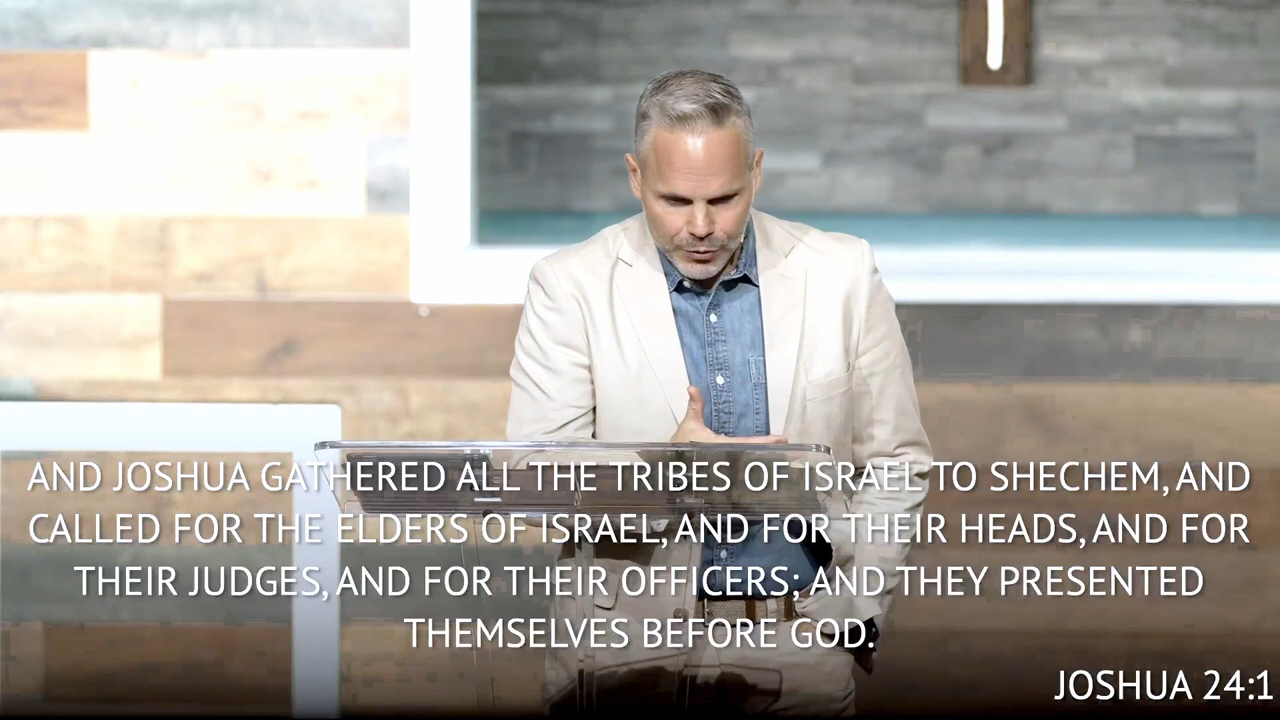 AND JOSHUA GATHERED ALL THE TRIBES OF ISRAEL TO SHECHEM, AND
CALLED FOR THE ELDERS OF ISRAEL, AND FOR THEIR HEADS, AND FOR
THEIR JUDGES, AND FOR THEIR OFFICERS; AND THEY PRESENTED
THEMSELVES BEFORE GOD.
JOSHUA 24:1